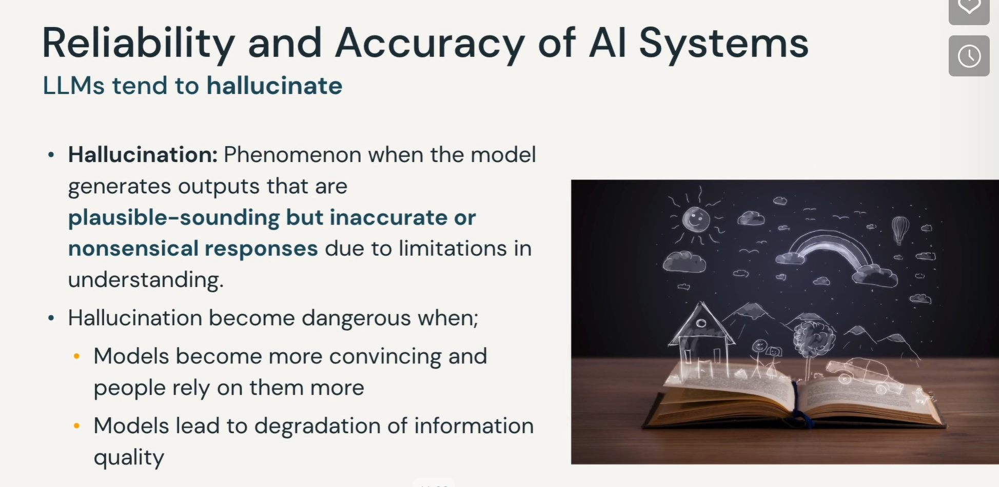 Reliability and Accuracy of AI Systems
LLMs tend to hallucinate
• Hallucination: Phenomenon when the model
generates outputs that are
plausible-sounding but inaccurate or
nonsensical responses due to limitations in
understanding.
• Hallucination become dangerous when;
• Models become more convincing and
people rely on them more
• Models lead to degradation of information
quality